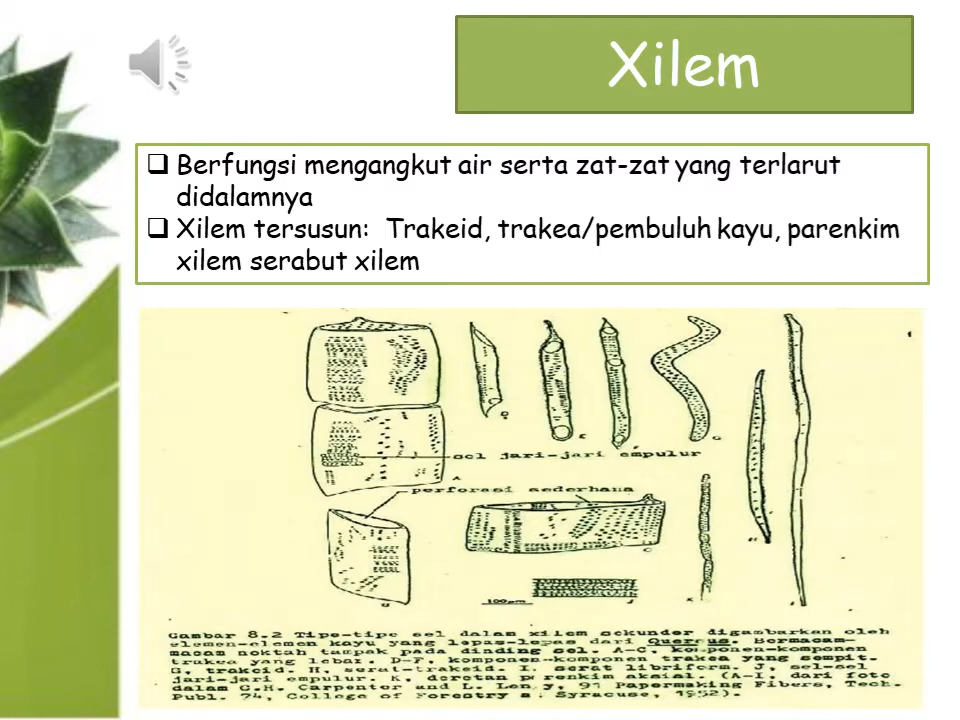 Xilem
Berfungsi mengangkut air serta zat-zat yang terlarut
didalamnya
Xilem tersusun: Trakeid, trakea/pembuluh kayu, parenkim
xilem serabut xilem
sel jari-jari empulur
A
perforasi sederhana
E
G
C
H
100µm
J
K
Gambar 8.2 Tipe-tipe sel dalam xilem sekunder digambarkan oleh
elemen-elemen kayu yang lepas-lepas dari Quercus. Bermacam-
macam noktah tampak pada dinding sel. A-C, komponen-komponen
trakea yang lebar. D-F, komponen-komponen trakea yang sempit.
G, trakeid. H, serat-trakeid. I, serat libriform. J, sel-sel
jari-jari empulur. K, deretan parenkim aksial. (A-I, dari foto
dalam C.H. Carpenter and L. 91 Papermaking Fibers, Tech.
Publ. 74, College of Forestry Syracuse, 1952).